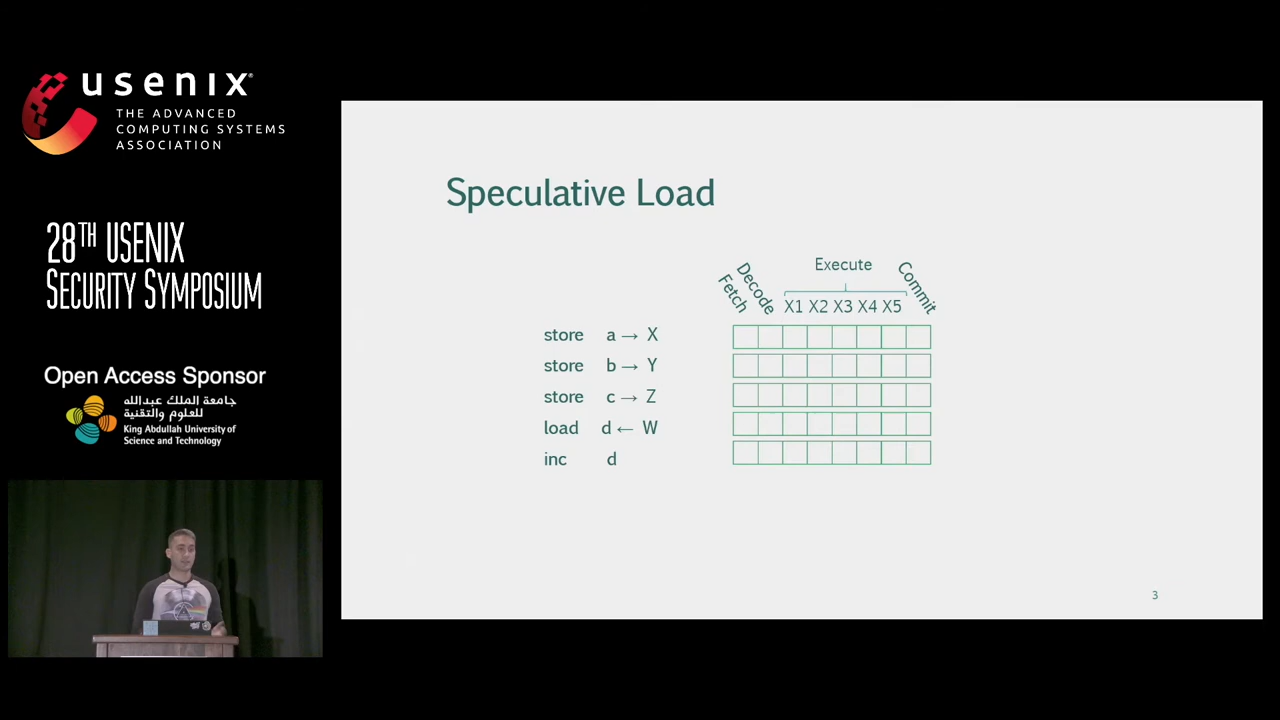 usenix
THE ADVANCED
COMPUTING SYSTEMS
ASSOCIATION
28TH USENIX
SECURITY SYMPOSIUM
Open Access Sponsor
جامعة الملك عبدالله
للعلوم والتقنية
King Abdullah University of
Science and Technology
Speculative Load
Fetch Decode Execute Commit
X1 X2 X3 X4 X5
store a → X
store b → Y
store c → Z
load d ← W
inc d
3